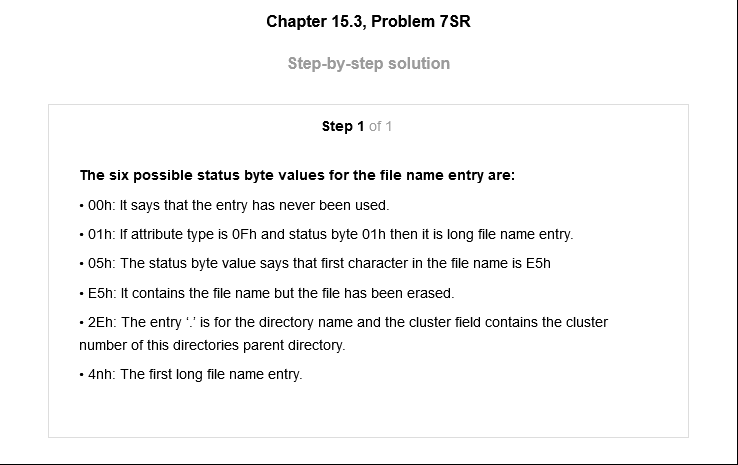 Chapter 15.3, Problem 7SR
Step-by-step solution
Step 1 of 1
The six possible status byte values for the file name entry are:
• 00h: It says that the entry has never been used.
• 01h: If attribute type is 0Fh and status byte 01h then it is long file name entry.
• 05h: The status byte value says that first character in the file name is E5h
• E5h: It contains the file name but the file has been erased.
• 2Eh: The entry ‘.’ is for the directory name and the cluster field contains the cluster
number of this directories parent directory.
• 4nh: The first long file name entry.